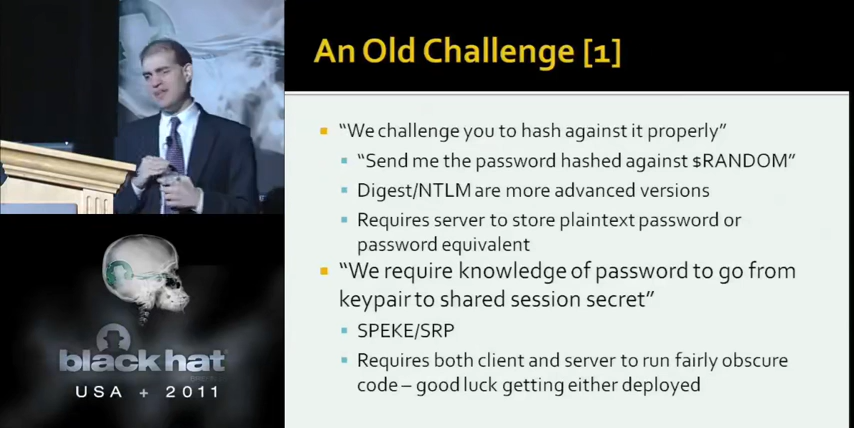 An Old Challenge [1]
“We challenge you to hash against it properly”
“Send me the password hashed against $RANDOM”
Digest/NTLM are more advanced versions
Requires server to store plaintext password or
password equivalent
“We require knowledge of password to go from
keypair to shared session secret”
SPEKE/SRP
Requires both client and server to run fairly obscure
code – good luck getting either deployed
black hat
USA + 2011